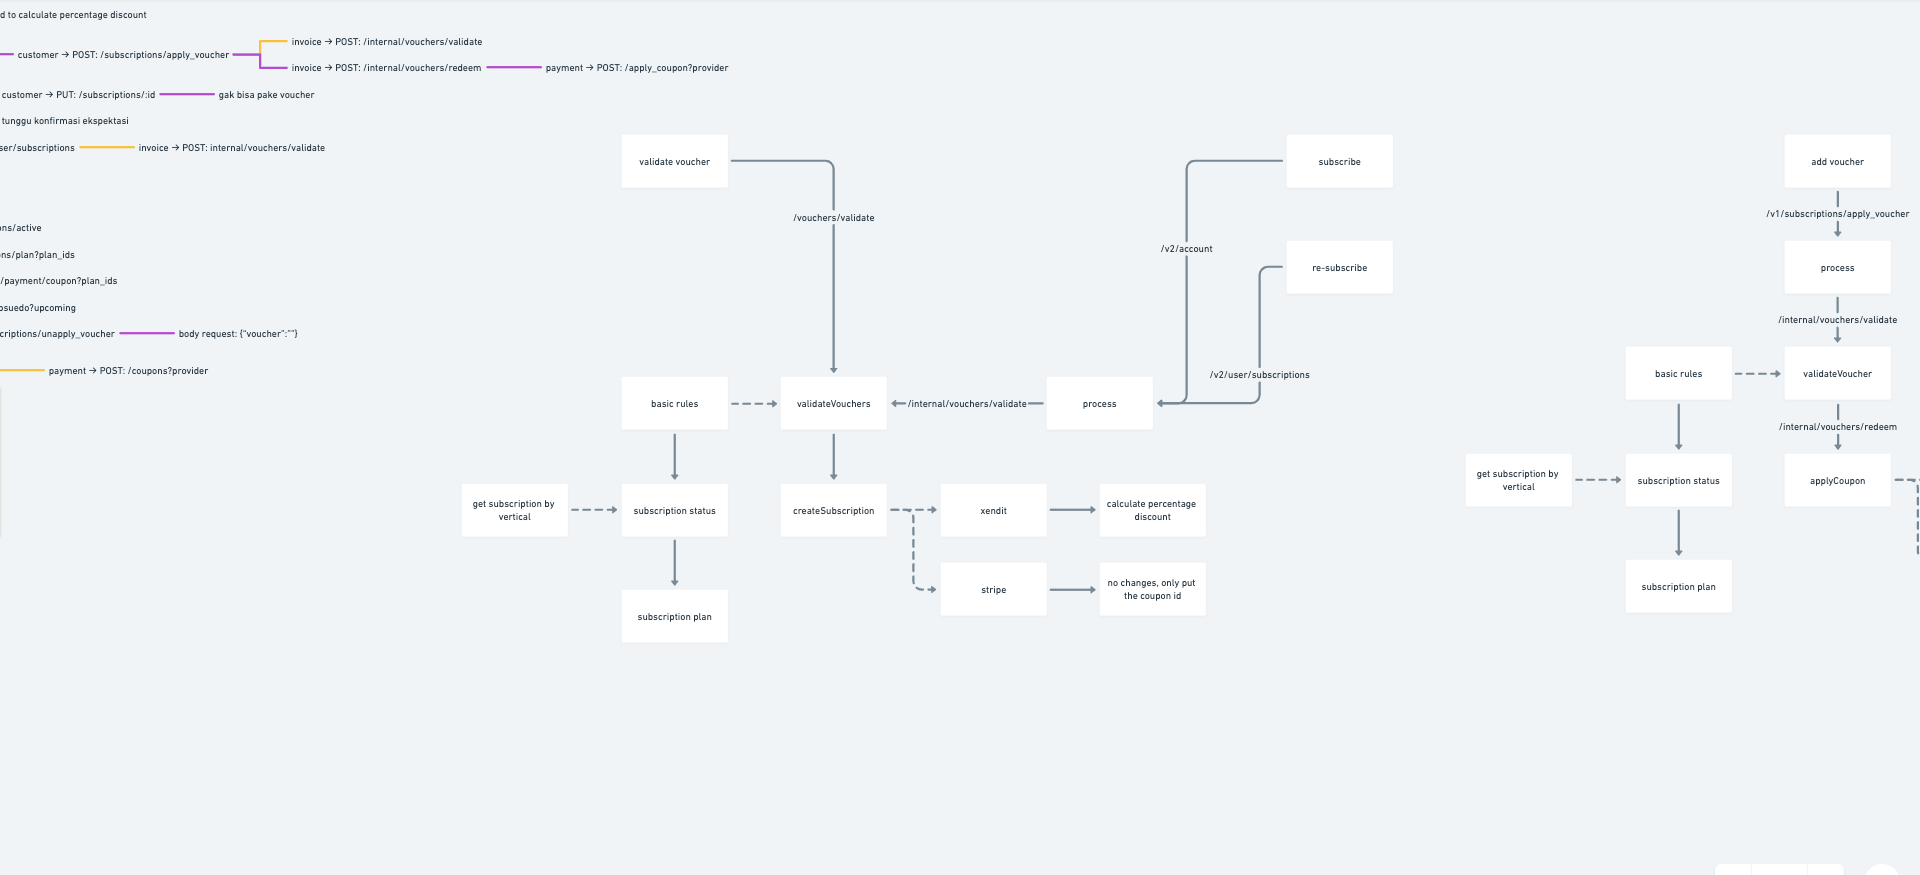 d to calculate percentage discount
invoice → POST: /internal/vouchers/validate
customer → POST: /subscriptions/apply_voucher
invoice → POST: /internal/vouchers/redeem
payment → POST: /apply_coupon?provider
customer → PUT: /subscriptions/:id
gak bisa pake voucher
tunggu konfirmasi ekspektasi
ser/subscriptions
invoice → POST: internal/vouchers/validate
ns/active
ns/plan?plan_ids
/payment/coupon?plan_ids
psuedo?upcoming
criptions/unapply_voucher
body request: {"voucher":""}
payment → POST: /coupons?provider
validate voucher
/vouchers/validate
basic rules
validateVouchers
/internal/vouchers/validate
process
/v2/account
subscribe
re-subscribe
/v2/user/subscriptions
get subscription by
vertical
subscription status
createSubscription
xendit
calculate percentage
discount
stripe
no changes, only put
the coupon id
subscription plan
add voucher
/v1/subscriptions/apply_voucher
process
/internal/vouchers/validate
basic rules
validateVoucher
/internal/vouchers/redeem
get subscription by
vertical
subscription status
applyCoupon
subscription plan